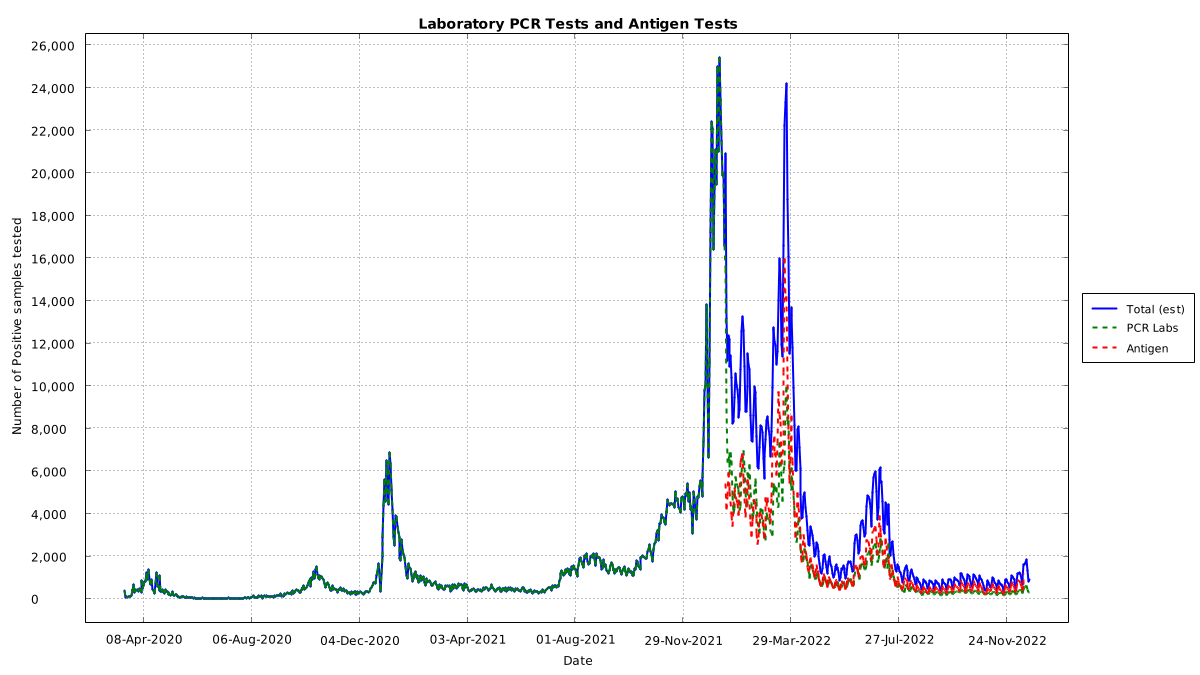 Laboratory PCR Tests and Antigen Tests
26,000
24,000
22,000
20,000
18,000
16,000
14,000
12,000
10,000
8,000
6,000
4,000
2,000
0
Number of Positive samples tested
08-Apr-2020
06-Aug-2020
04-Dec-2020
03-Apr-2021
01-Aug-2021
29-Nov-2021
29-Mar-2022
27-Jul-2022
24-Nov-2022
Date
Total (est)
PCR Labs
Antigen